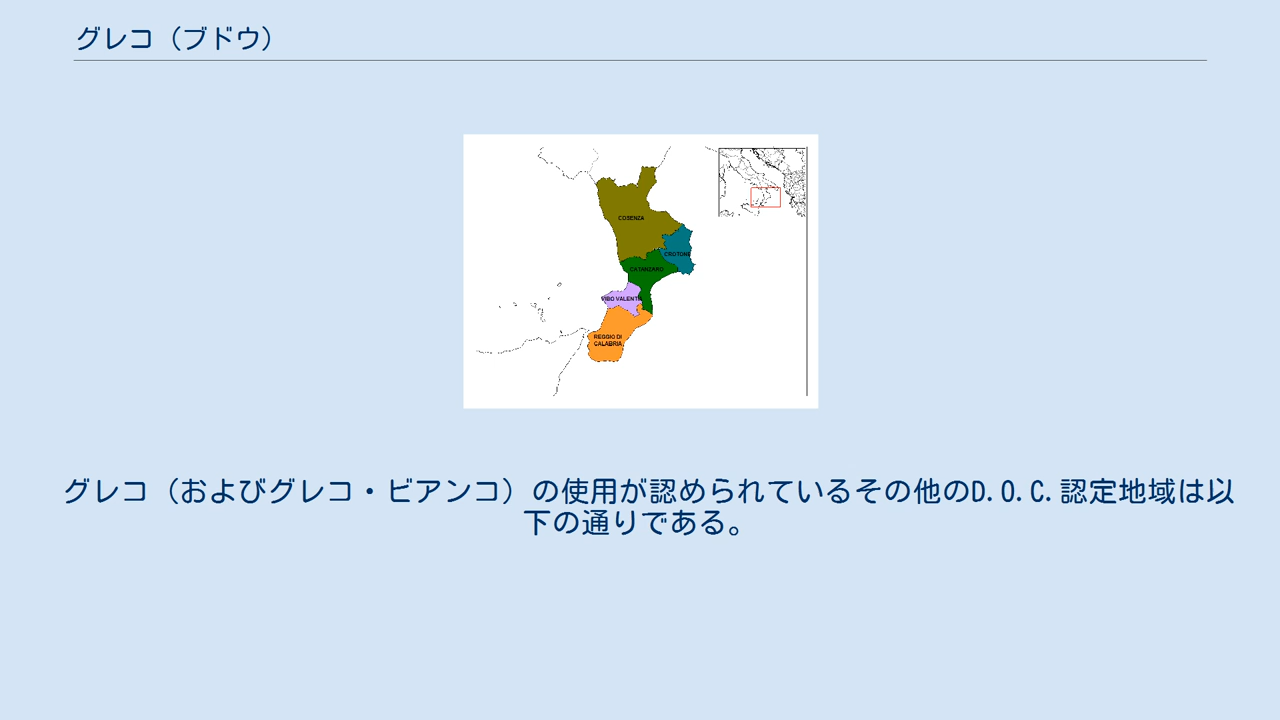 グレコ（ブドウ）
COSENZA
CROTONE
CATANZARO
VIBO VALENTIA
REGGIO DI
CALABRIA
グレコ（およびグレコ・ビアンコ）の使用が認められているその他のD.O.C.認定地域は以
下の通りである。